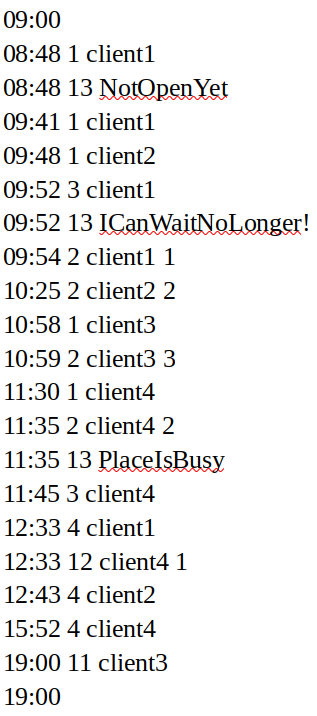 09:00
08:48 1 client1
08:48 13 NotOpenYet
09:41 1 client1
09:48 1 client2
09:52 3 client1
09:52 13 ICanWaitNoLonger!
09:54 2 client1 1
10:25 2 client2 2
10:58 1 client3
10:59 2 client3 3
11:30 1 client4
11:35 2 client4 2
11:35 13 PlaceIsBusy
11:45 3 client4
12:33 4 client1
12:33 12 client4 1
12:43 4 client2
15:52 4 client4
19:00 11 client3
19:00